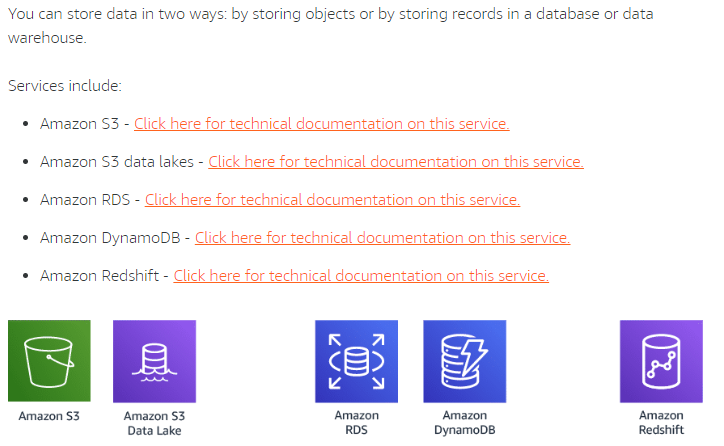 You can store data in two ways: by storing objects or by storing records in a database or data
warehouse.
Services include:
• Amazon S3 - Click here for technical documentation on this service.
• Amazon S3 data lakes - Click here for technical documentation on this service.
• Amazon RDS - Click here for technical documentation on this service.
• Amazon DynamoDB - Click here for technical documentation on this service.
• Amazon Redshift - Click here for technical documentation on this service.
Amazon S3
Amazon S3
Data Lake
Amazon
RDS
Amazon
DynamoDB
Amazon
Redshift